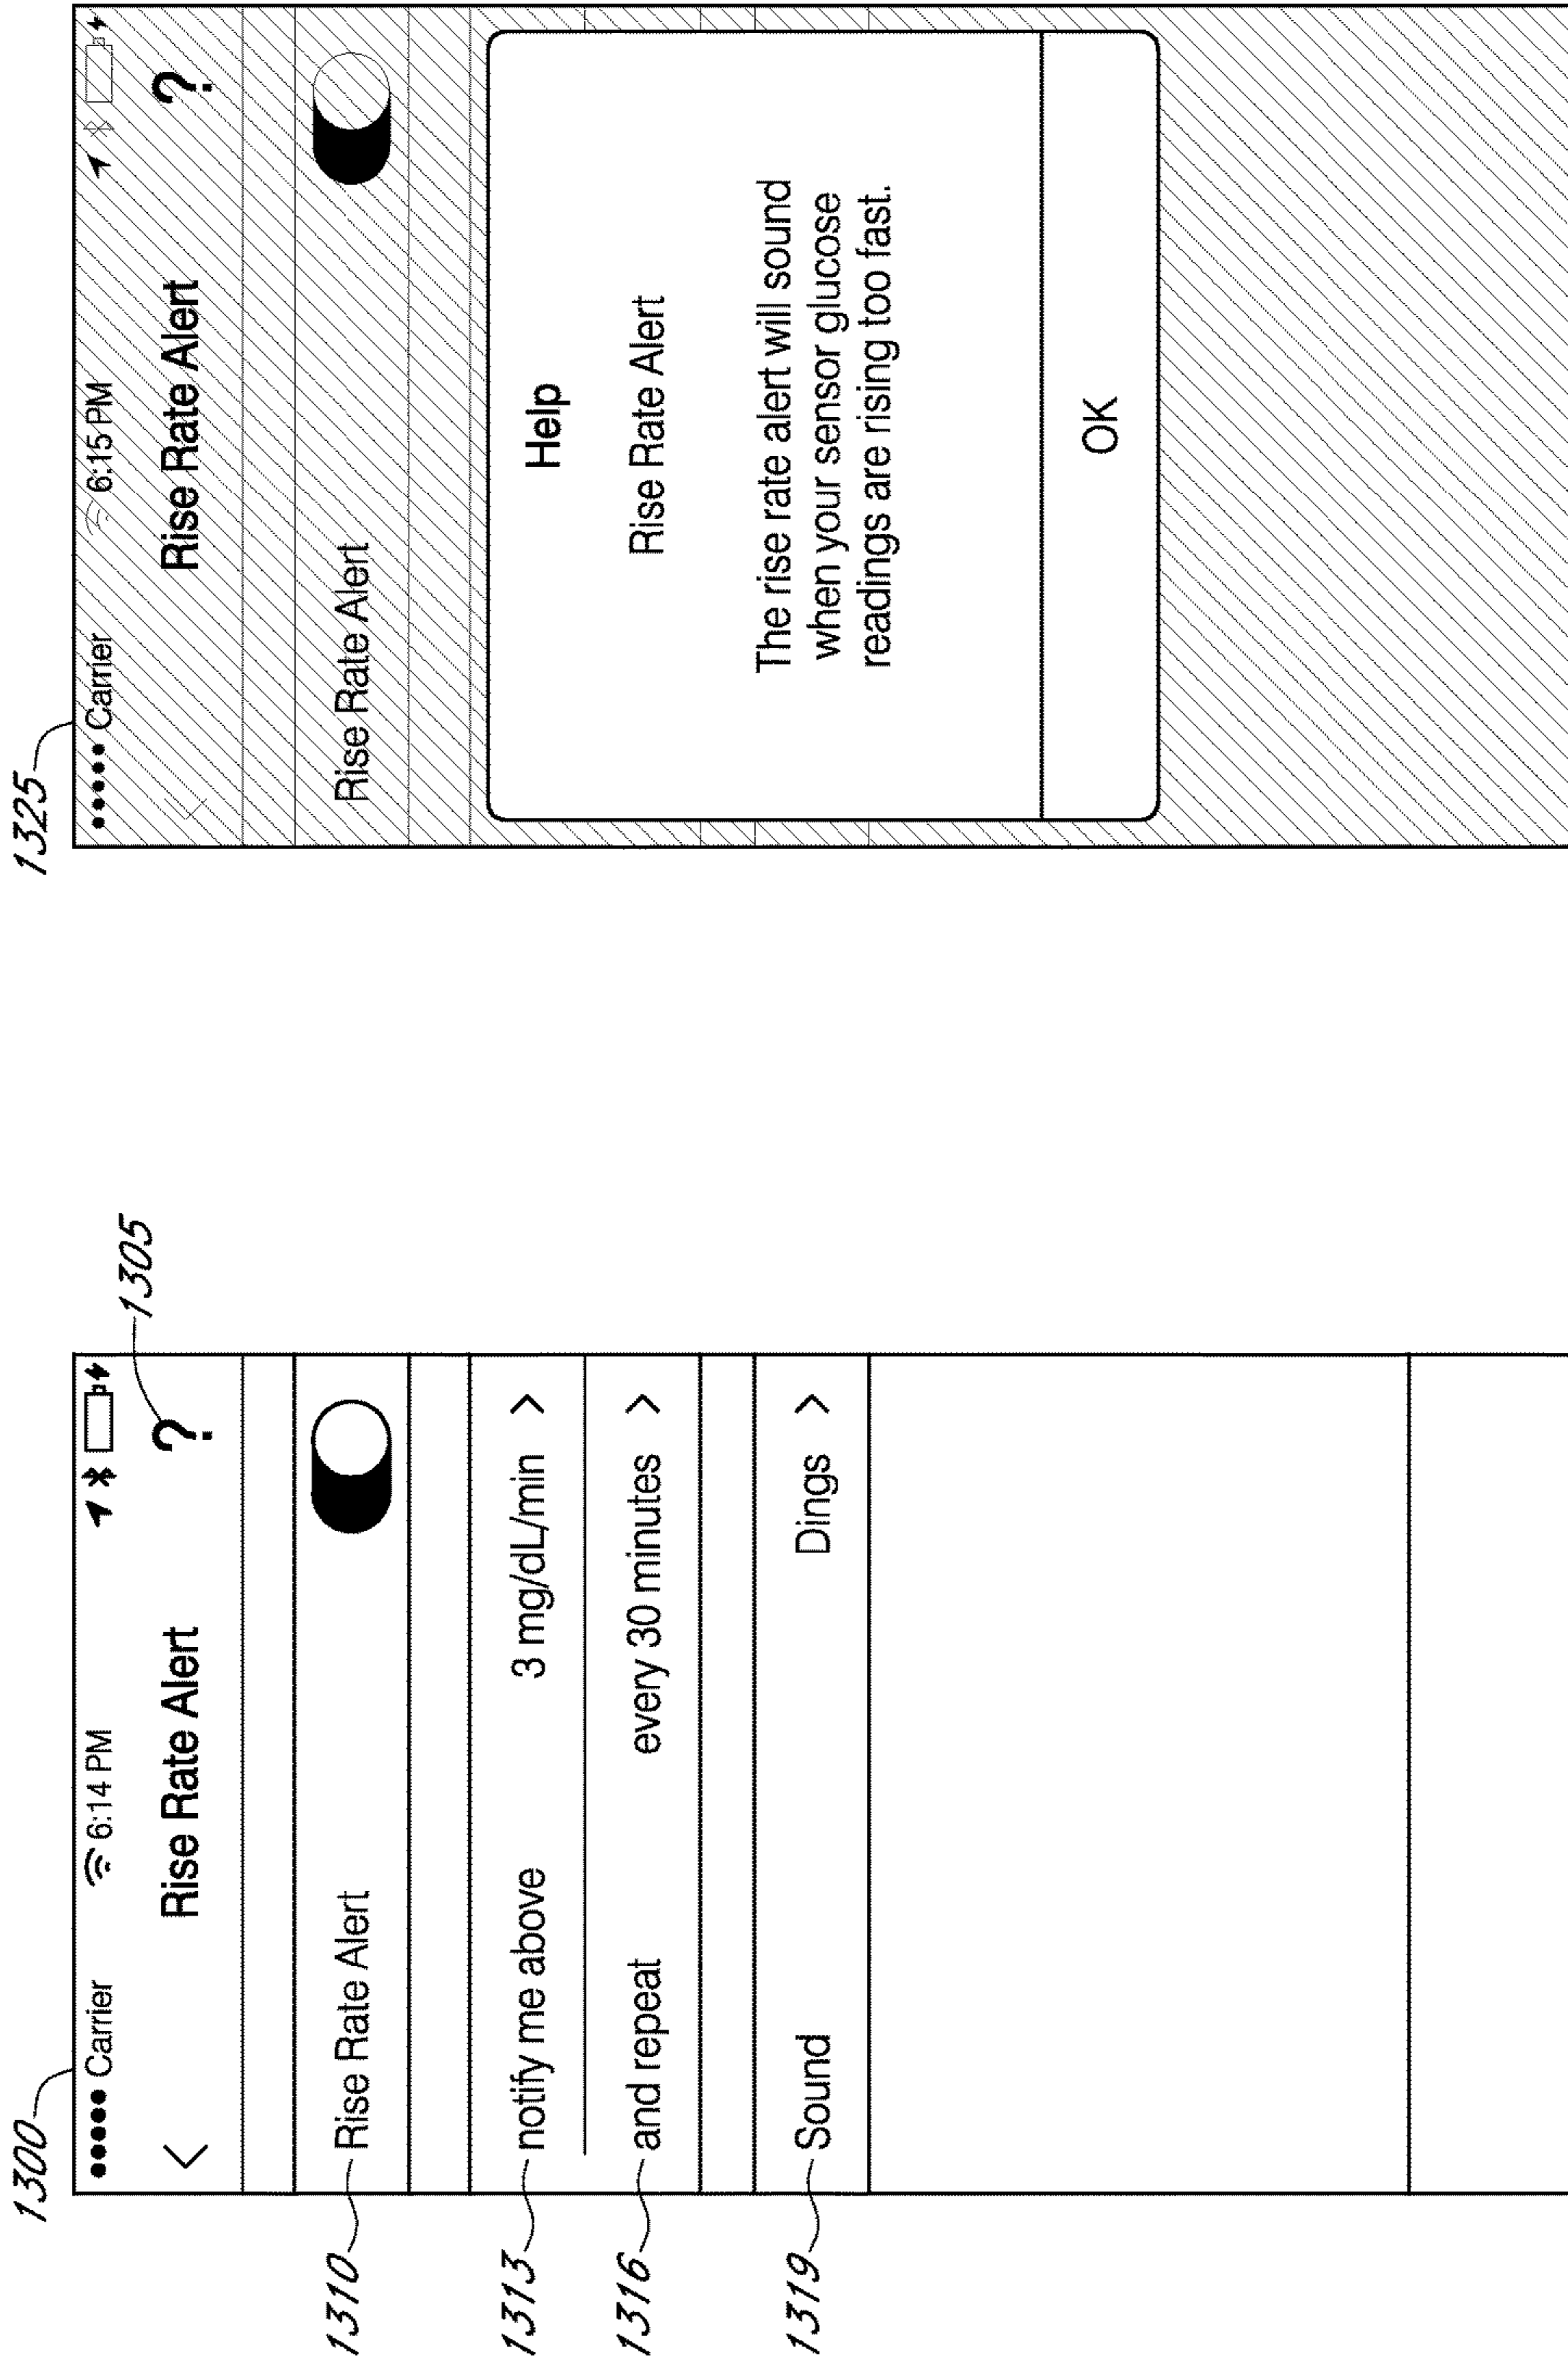 1300
Carrier 6:14 PM
< Rise Rate Alert ?
1305
1310 Rise Rate Alert
1313 notify me above 3 mg/dL/min >
1316 and repeat every 30 minutes >
1319 Sound Dings >
1325
Carrier 6:15 PM
< Rise Rate Alert ?
Rise Rate Alert
Help
Rise Rate Alert
The rise rate alert will sound
when your sensor glucose
readings are rising too fast.
OK